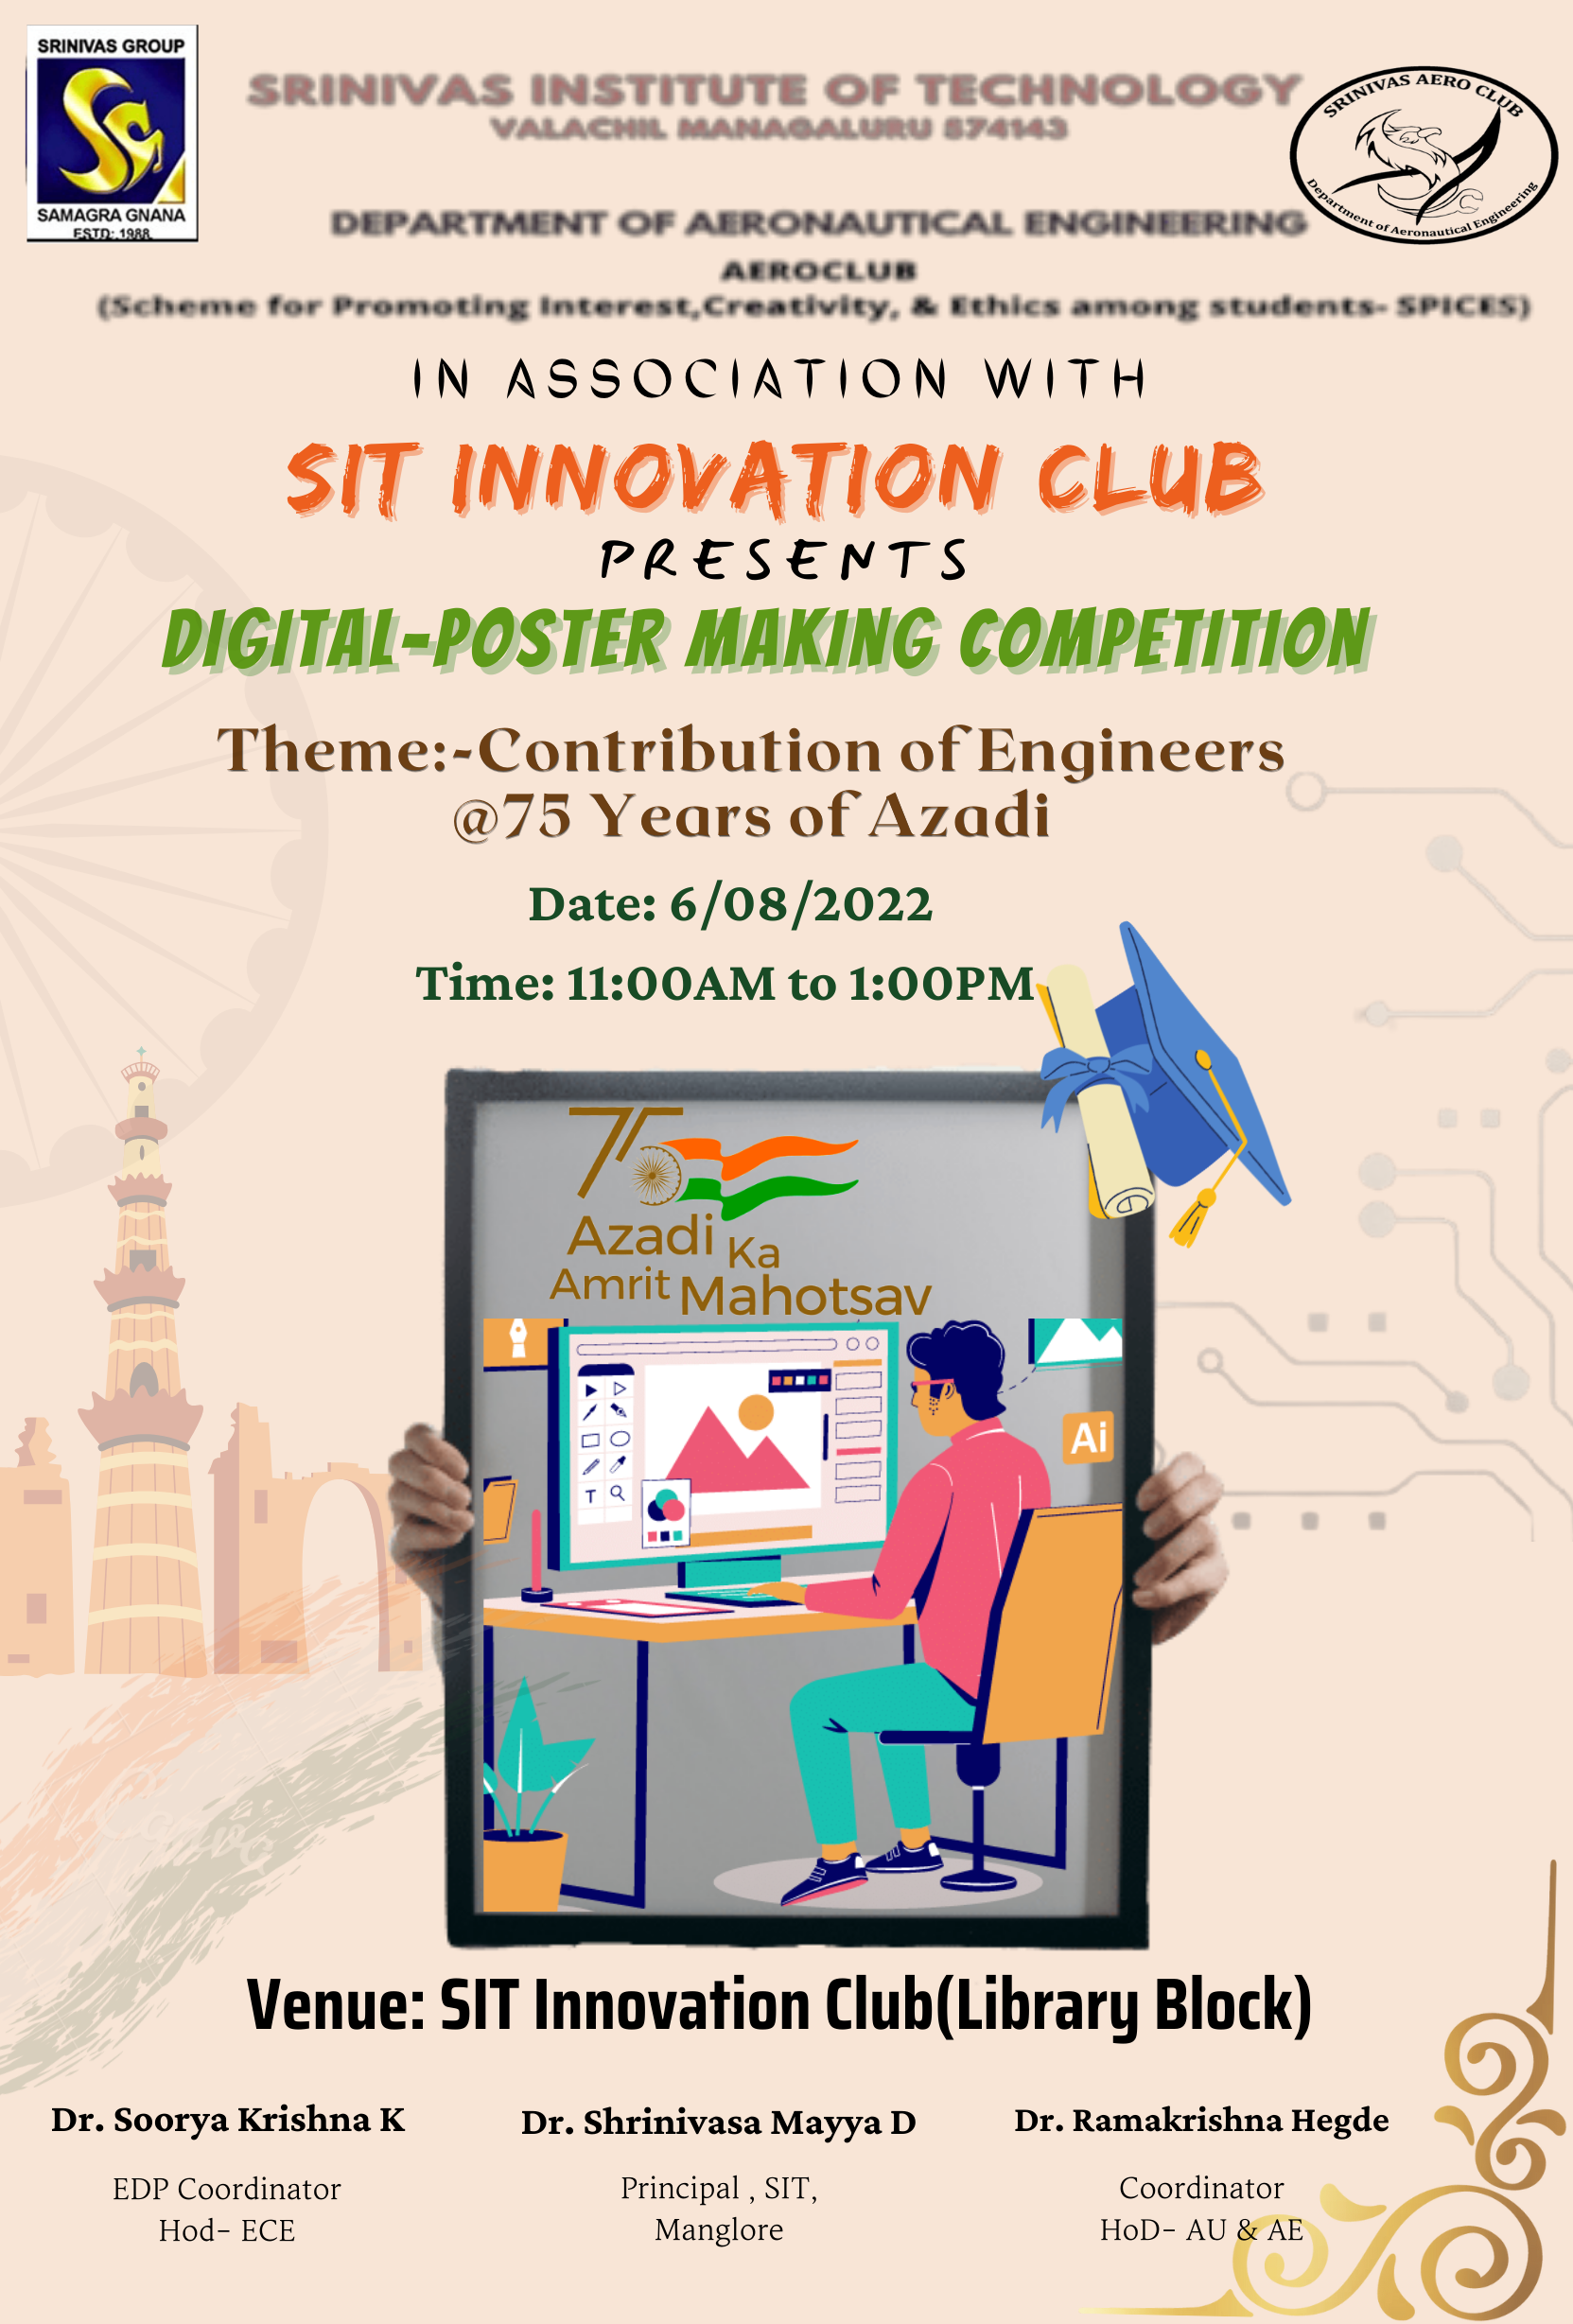 SRINIVAS GROUP
SAMAGRA GNANA
ESTD: 1988
SRINIVAS INSTITUTE OF TECHNOLOGY
VALACHIL MANAGALURU 574143
SRINIVAS AERO CLUB
Department of Aeronautical Engineering
DEPARTMENT OF AERONAUTICAL ENGINEERING
AEROCLUB
(Scheme for Promoting Interest,Creativity, & Ethics among students- SPICES)
IN ASSOCIATION WITH
SIT INNOVATION CLUB
PRESENTS
DIGITAL-POSTER MAKING COMPETITION
Theme:-Contribution of Engineers
@75 Years of Azadi
Date: 6/08/2022
Time: 11:00AM to 1:00PM
75
Azadi Ka
Amrit Mahotsav
T
Ai
Canva
Venue: SIT Innovation Club(Library Block)
Dr. Soorya Krishna K
EDP Coordinator
Hod- ECE
Dr. Shrinivasa Mayya D
Principal , SIT,
Manglore
Dr. Ramakrishna Hegde
Coordinator
HoD- AU & AE